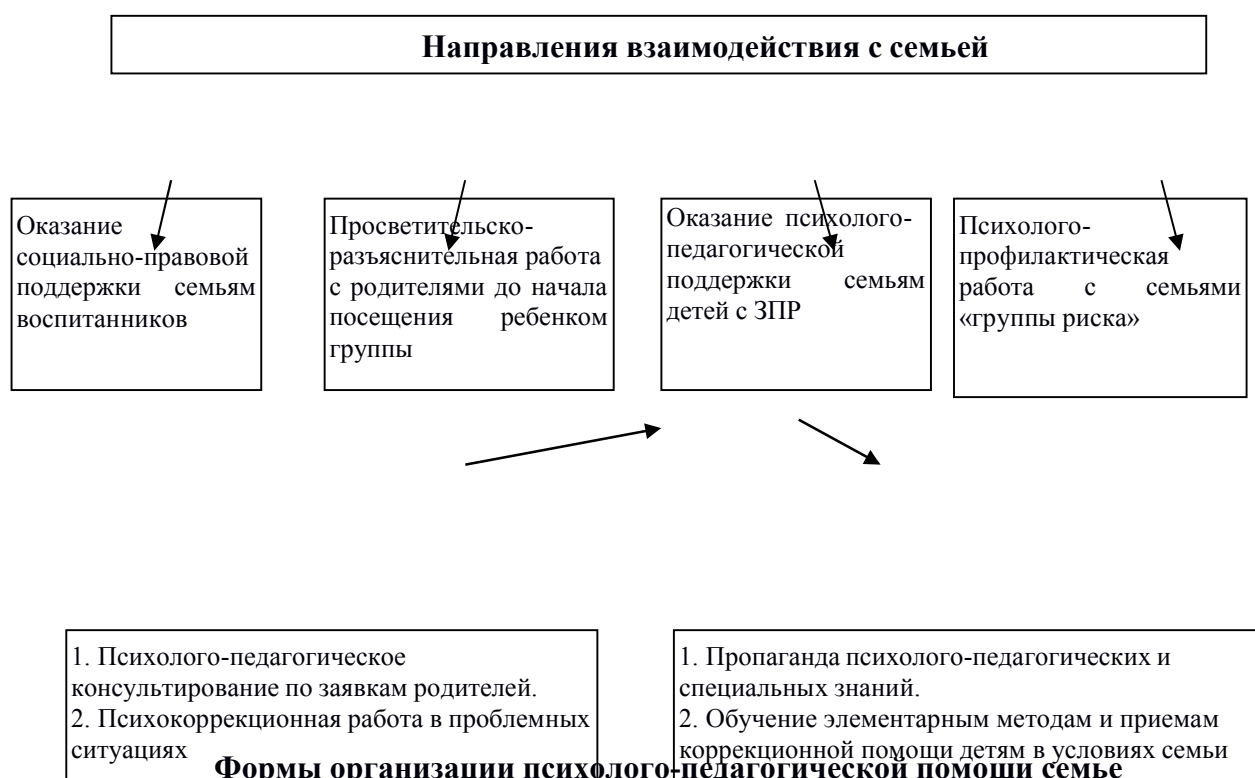 Направления взаимодействия с семьей
Оказание
социально-правовой
поддержки семьям
воспитанников
Просветительско-
разъяснительная работа
с родителями до начала
посещения ребенком
группы
Оказание психолого-
педагогической
поддержки семьям
детей с ЗПР
Психолого-
профилактическая
работа с семьями
«группы риска»
1. Психолого-педагогическое
консультирование по заявкам родителей.
2. Психокоррекционная работа в проблемных
ситуациях
1. Пропаганда психолого-педагогических и
специальных знаний.
2. Обучение элементарным методам и приемам
коррекционной помощи детям в условиях семьи
Формы организации психолого-педагогической помощи семье